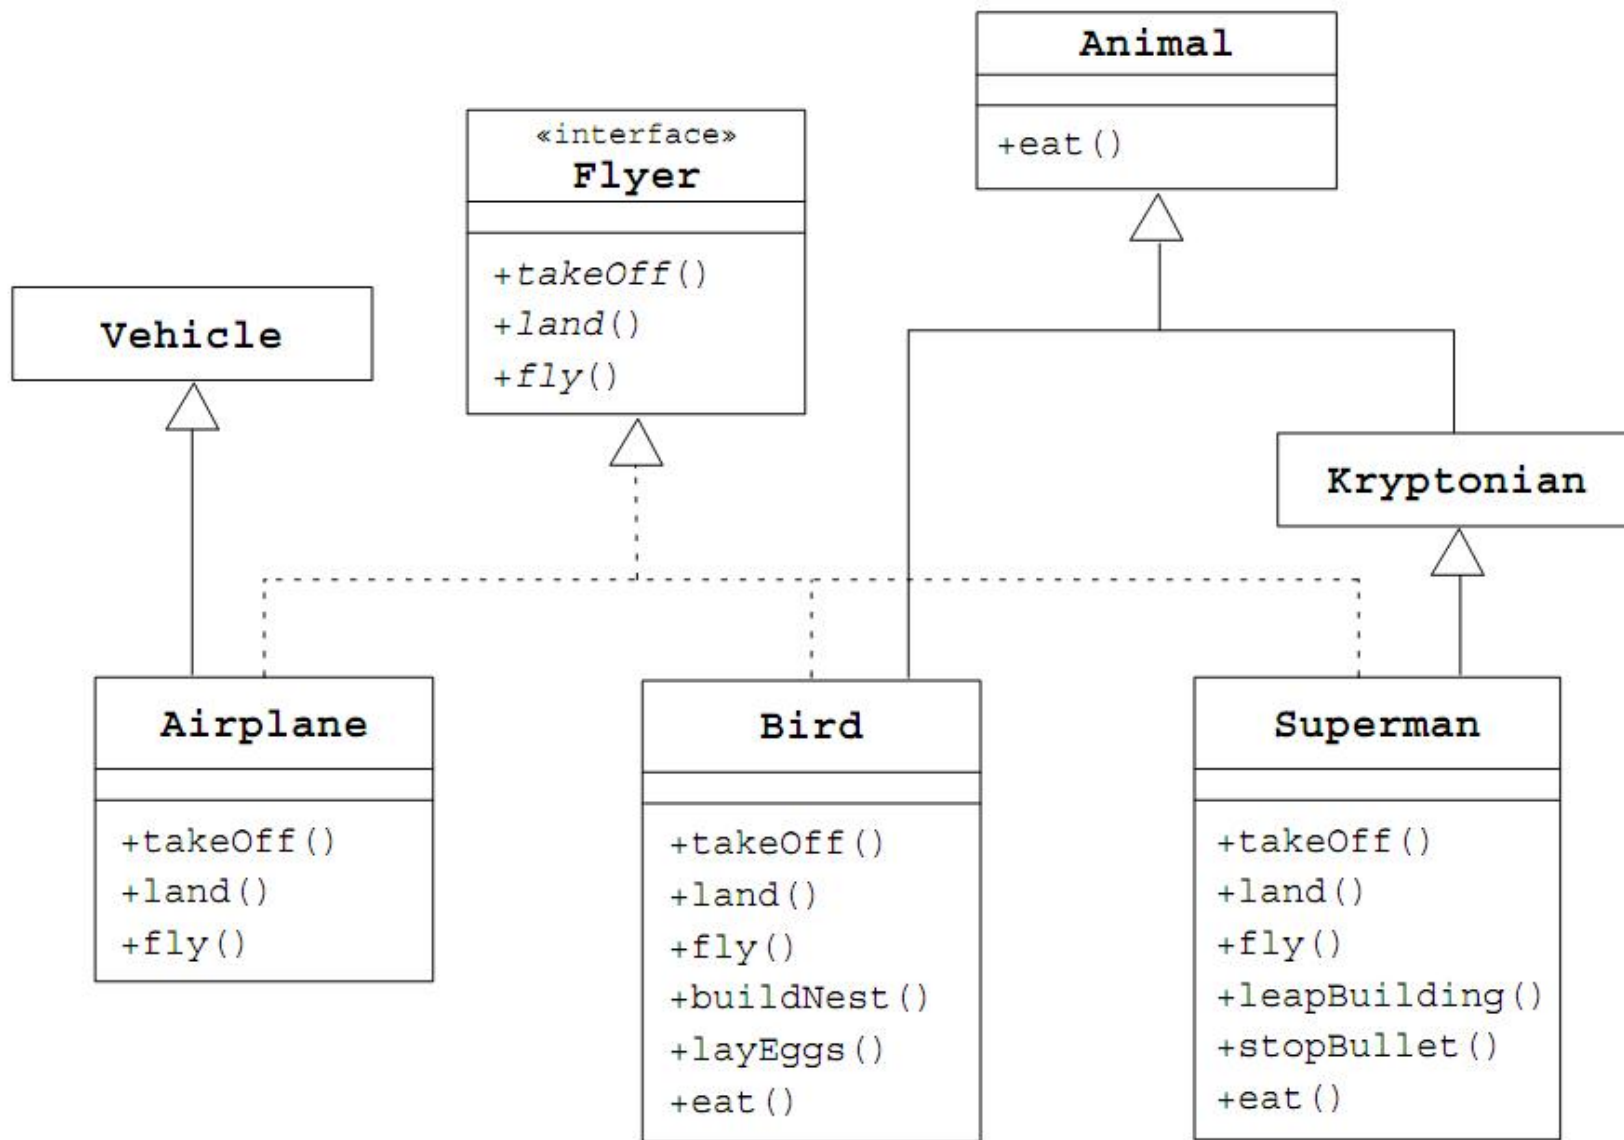 Animal
+eat()
«interface»
Flyer
+takeOff()
+land()
+fly()
Vehicle
Kryptonian
Airplane
+takeOff()
+land()
+fly()
Bird
+takeOff()
+land()
+fly()
+buildNest()
+layEggs()
+eat()
Superman
+takeOff()
+land()
+fly()
+leapBuilding()
+stopBullet()
+eat()